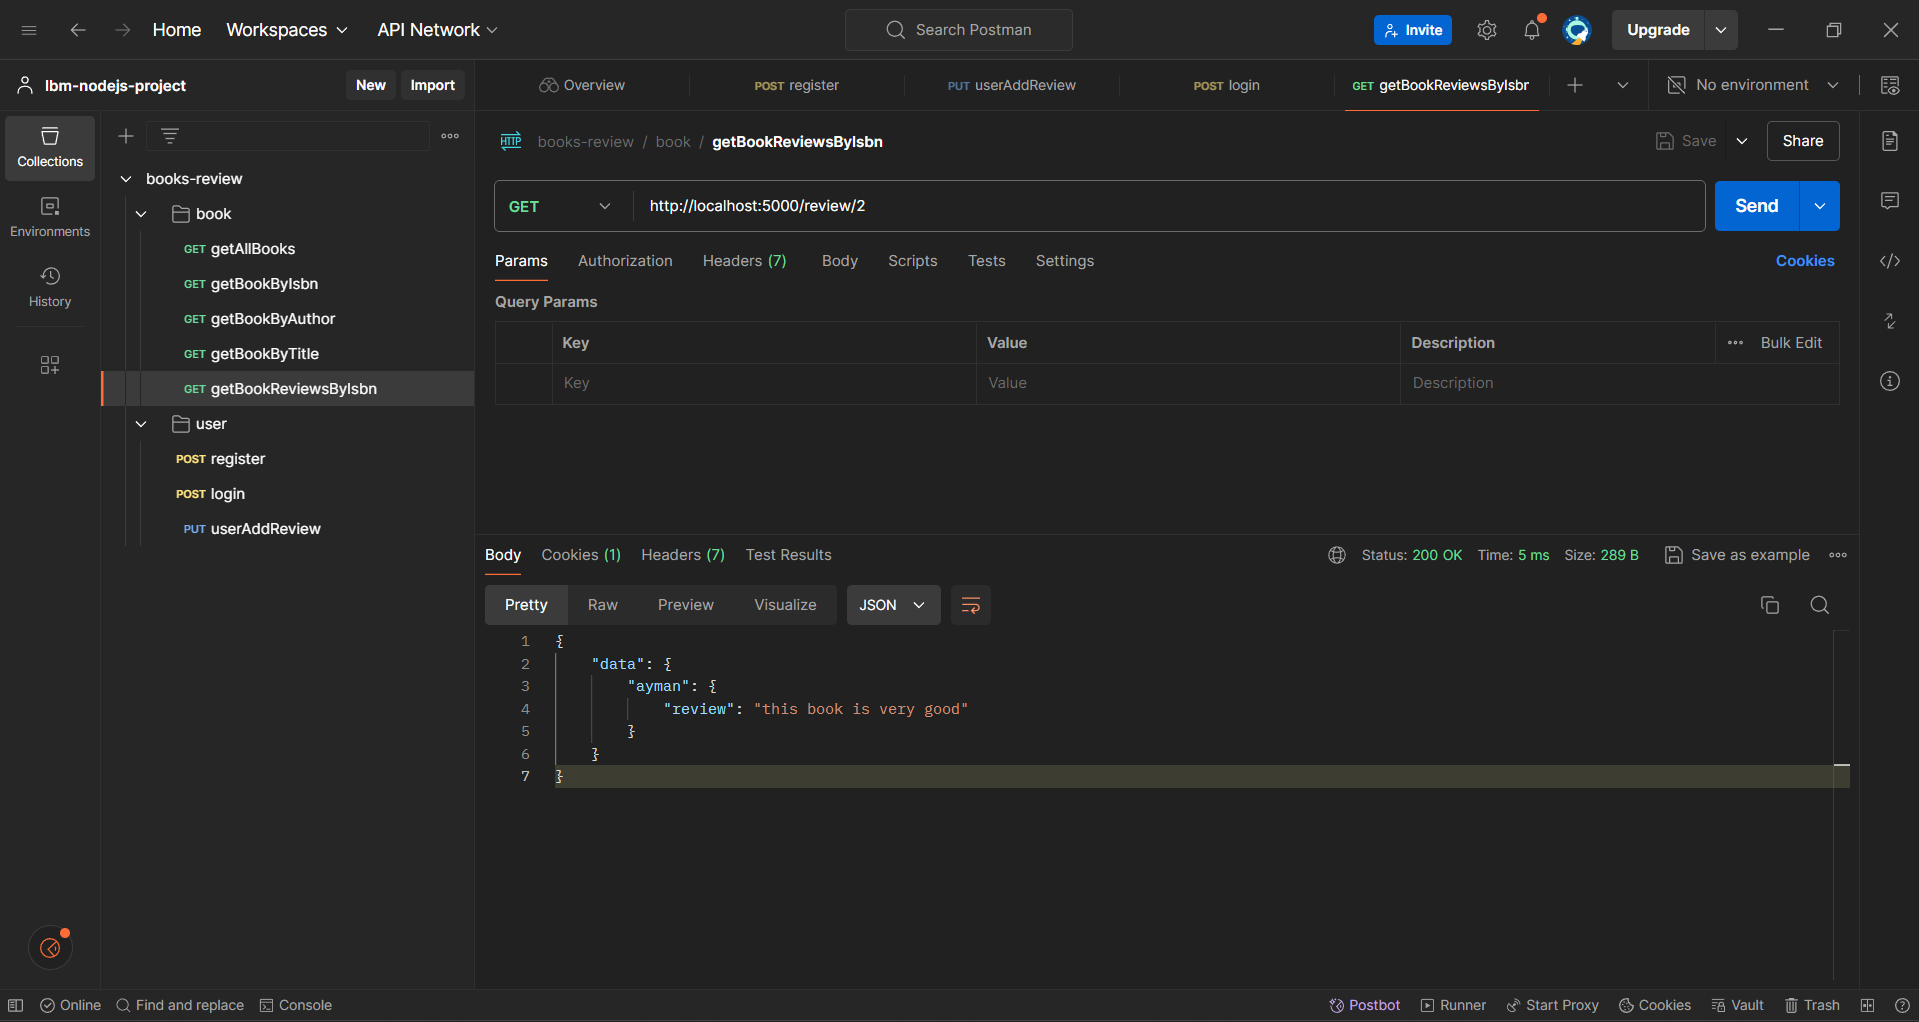 Home Workspaces API Network Search Postman Invite Upgrade
lbm-nodejs-project New Import Overview POST register PUT userAddReview POST login GET getBookReviewsByIsbr No environment
Collections
Environments
History
books-review
book
GET getAllBooks
GET getBookByIsbn
GET getBookByAuthor
GET getBookByTitle
GET getBookReviewsByIsbn
user
POST register
POST login
PUT userAddReview
HTTP books-review / book / getBookReviewsByIsbn Save Share
GET http://localhost:5000/review/2 Send
Params Authorization Headers (7) Body Scripts Tests Settings Cookies
Query Params
Key Value Description Bulk Edit
Key Value Description
Body Cookies (1) Headers (7) Test Results Status: 200 OK Time: 5 ms Size: 289 B Save as example
Pretty Raw Preview Visualize JSON
1 {
2 "data": {
3 "ayman": {
4 "review": "this book is very good"
5 }
6 }
7 }
Online Find and replace Console Postbot Runner Start Proxy Cookies Vault Trash